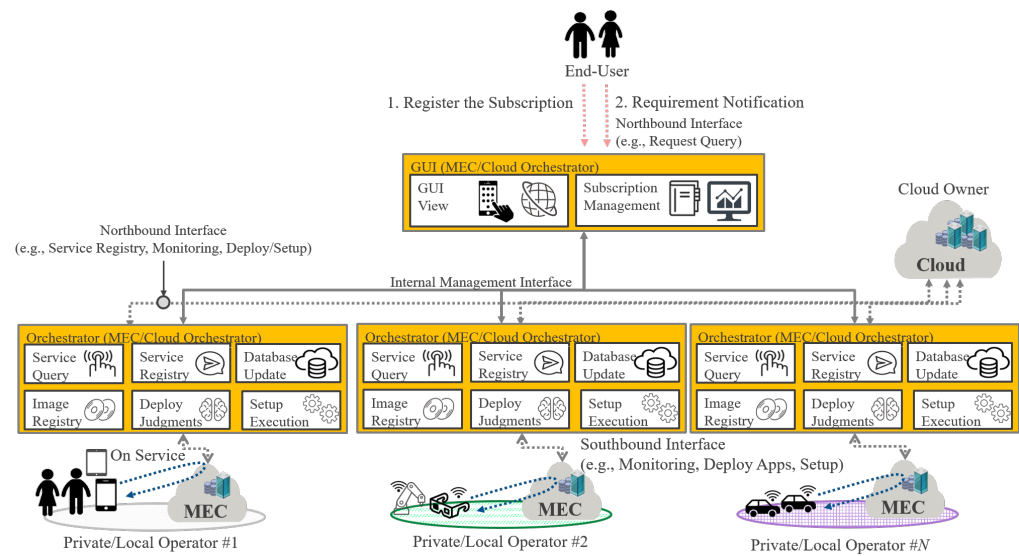 End-User
1. Register the Subscription
2. Requirement Notification
Northbound Interface
(e.g., Request Query)
GUI (MEC/Cloud Orchestrator)
GUI
View
Subscription
Management
Cloud Owner
Cloud
Northbound Interface
(e.g., Service Registry, Monitoring, Deploy/Setup)
Internal Management Interface
Orchestrator (MEC/Cloud Orchestrator)
Service
Query
Service
Registry
Database
Update
Image
Registry
Deploy
Judgments
Setup
Execution
Orchestrator (MEC/Cloud Orchestrator)
Service
Query
Service
Registry
Database
Update
Image
Registry
Deploy
Judgments
Setup
Execution
Orchestrator (MEC/Cloud Orchestrator)
Service
Query
Service
Registry
Database
Update
Image
Registry
Deploy
Judgments
Setup
Execution
On Service
MEC
Private/Local Operator #1
Southbound Interface
(e.g., Monitoring, Deploy Apps, Setup)
MEC
Private/Local Operator #2
MEC
Private/Local Operator #N